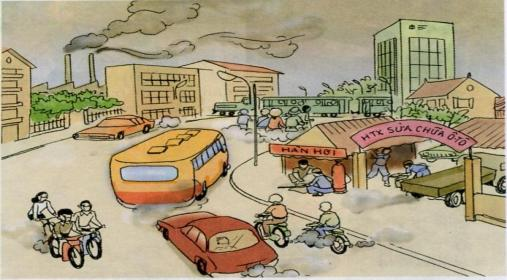 HTX SỬA CHỮA Ô-TÔ
HÀN HƠI